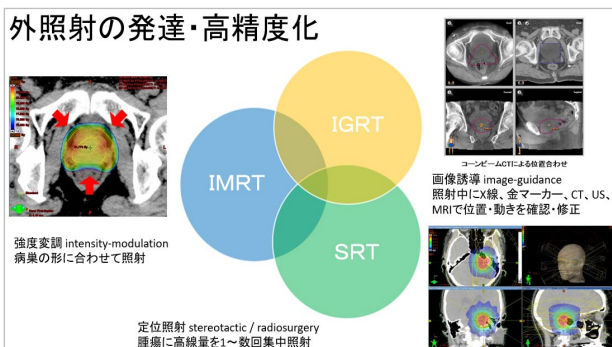 外照射の発達・高精度化
IGRT
IMRT
SRT
コーンビームCTによる位置合わせ
画像誘導 image-guidance
照射中にX線、金マーカー、CT、US、
MRIで位置・動きを確認・修正
強度変調 intensity-modulation
病巣の形に合わせて照射
定位照射 stereotactic / radiosurgery
腫瘍に高線量を1～数回集中照射